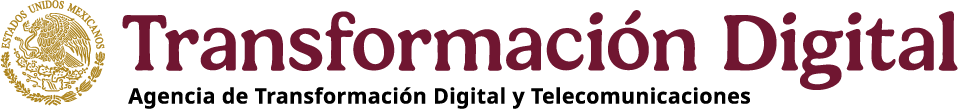 ESTADOS UNIDOS MEXICANOS
Transformación Digital
Agencia de Transformación Digital y Telecomunicaciones